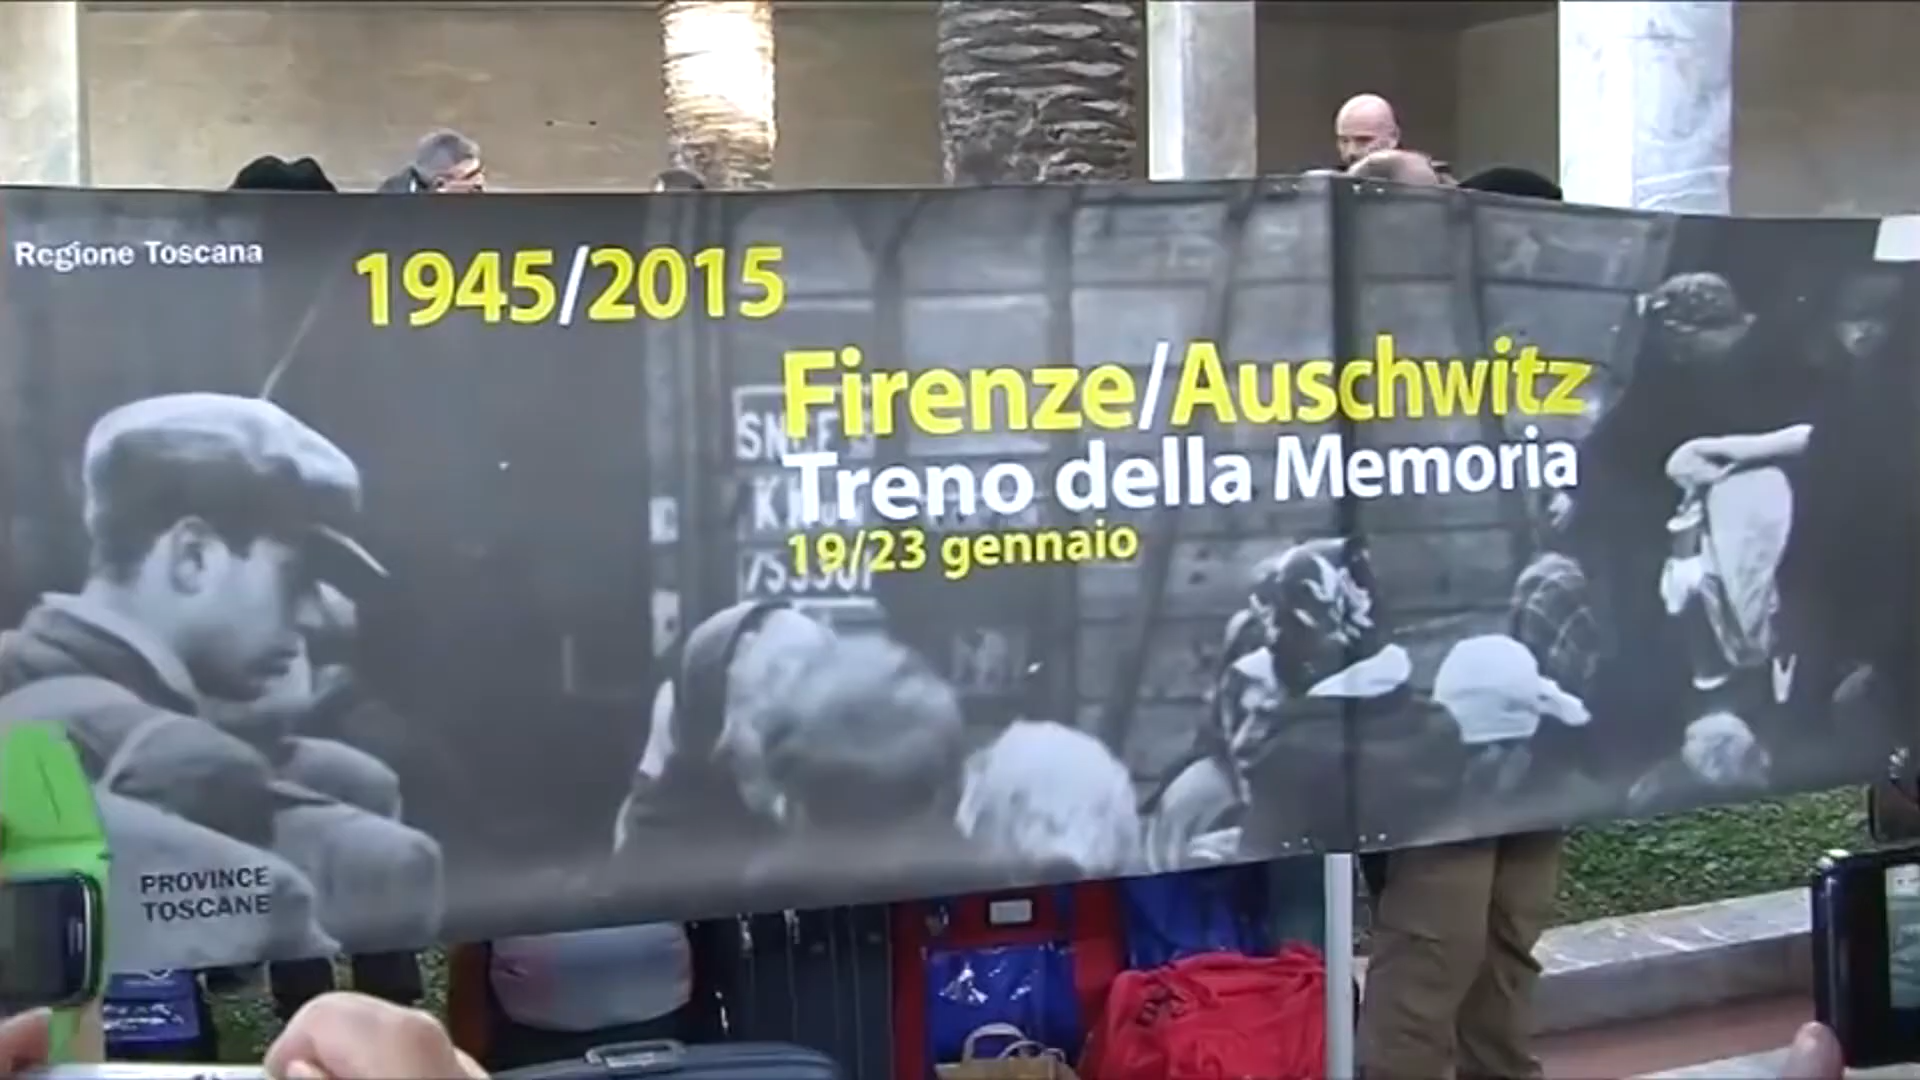 Regione Toscana
1945/2015
Firenze/Auschwitz
Treno della Memoria
19/23 gennaio
PROVINCE
TOSCANE